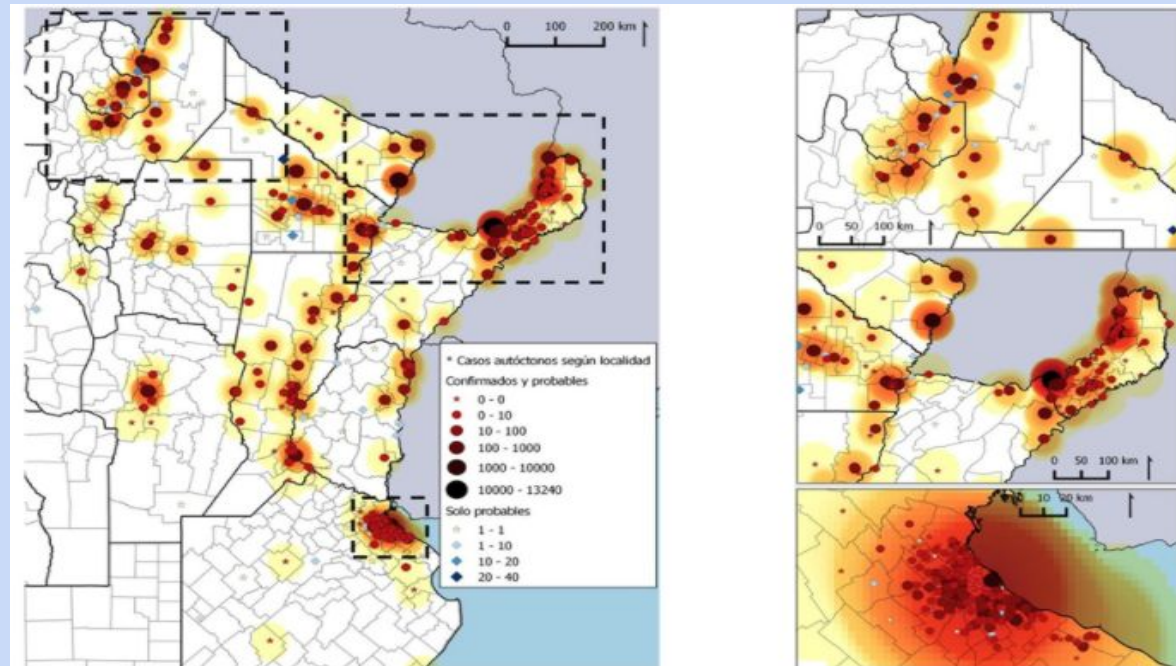 0 100 200 km
* Casos autóctonos según localidad
Confirmados y probables
0 - 0
0 - 10
10 - 100
100 - 1000
1000 - 10000
10000 - 13240
Solo probables
1 - 1
1 - 10
10 - 20
20 - 40
0 50 100 km
0 50 100 km
0 10 20 km